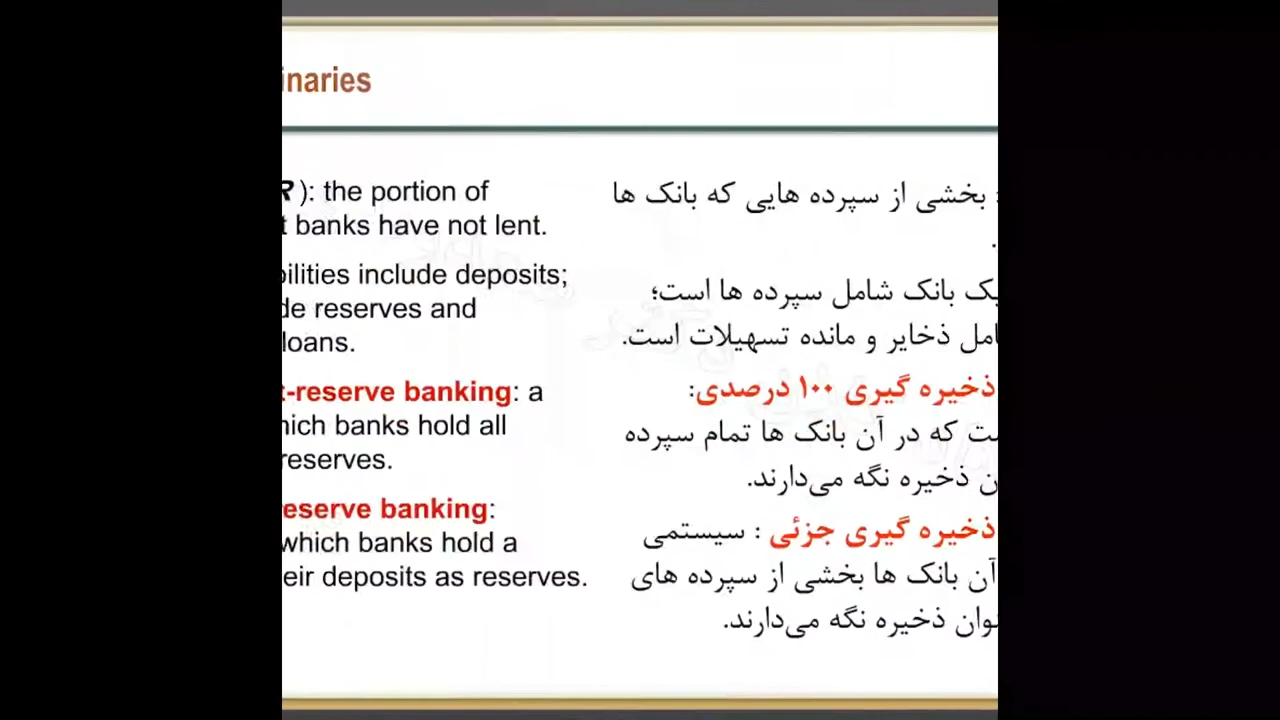 inaries
R ): the portion of
t banks have not lent.
bilities include deposits;
de reserves and
loans.
t-reserve banking: a
hich banks hold all
reserves.
eserve banking:
which banks hold a
eir deposits as reserves.
: بخشی از سپرده هایی که بانک ها
.
یک بانک شامل سپرده ها است؛
امل ذخایر و مانده تسهیلات است.
ذخیره گیری ۱۰۰ درصدی:
ست که در آن بانک ها تمام سپرده
ن ذخیره نگه می‌دارند.
ذخیره گیری جزئی : سیستمی
آن بانک ها بخشی از سپرده های
نوان ذخیره نگه می‌دارند.